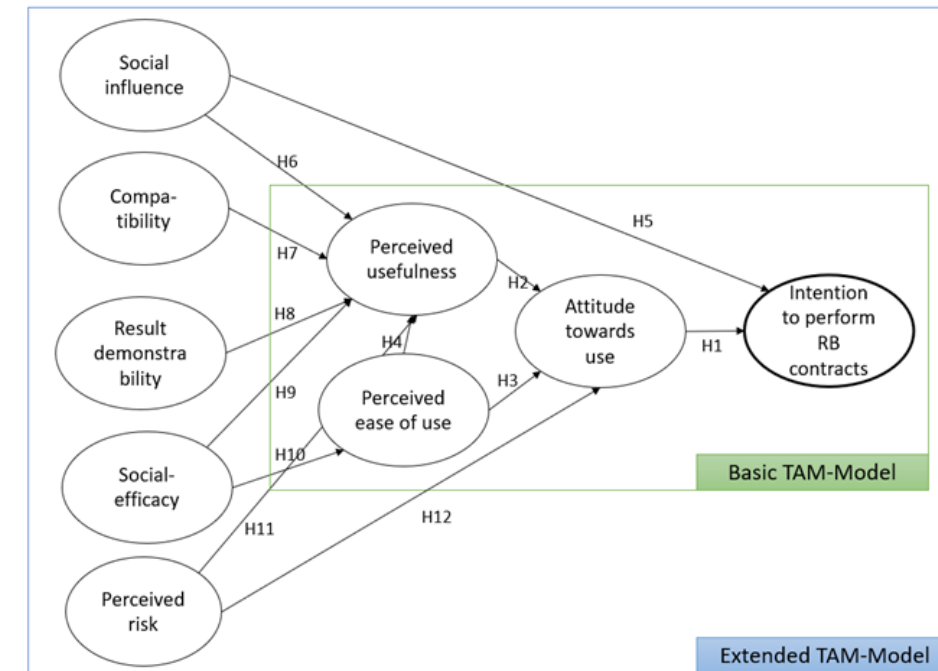 Social
influence
H6
Compa-
tibility
H5
Perceived
usefulness
H7
H2
Intention
to perform
RB
contracts
Attitude
towards
use
Result
demonstra
bility
H8
H4
H1
H3
H9
Perceived
ease of use
H10
Social-
efficacy
Basic TAM-Model
H11
H12
Perceived
risk
Extended TAM-Model